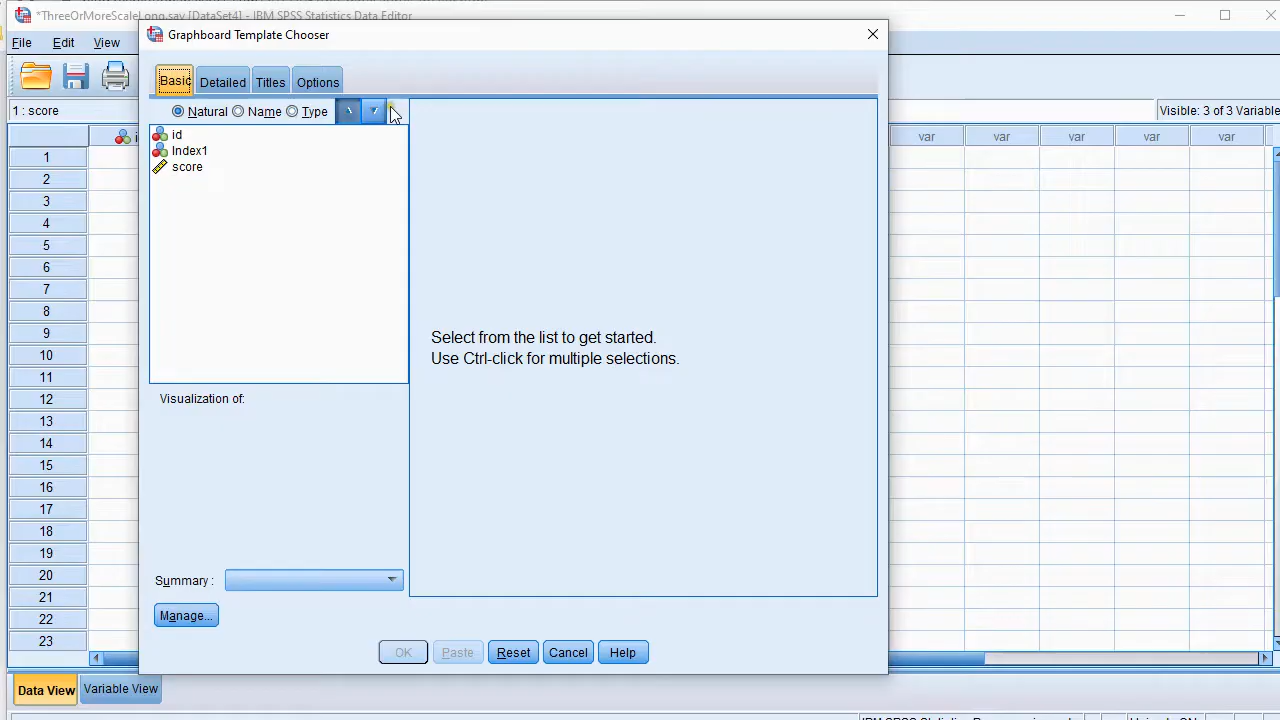 *ThreeOrMoreScaleLong.sav [DataSet4] - IBM SPSS Statistics Data Editor
Graphboard Template Chooser
File Edit View
Basic Detailed Titles Options
1 : score
Natural Name Type
Visible: 3 of 3 Variable
id
Index1
score
var var var var var
1
2
3
4
5
6
7
8
9
10
11
12
13
14
15
16
17
18
19
20
21
22
23
Select from the list to get started.
Use Ctrl-click for multiple selections.
Visualization of:
Summary :
Manage...
OK Paste Reset Cancel Help
Data View Variable View